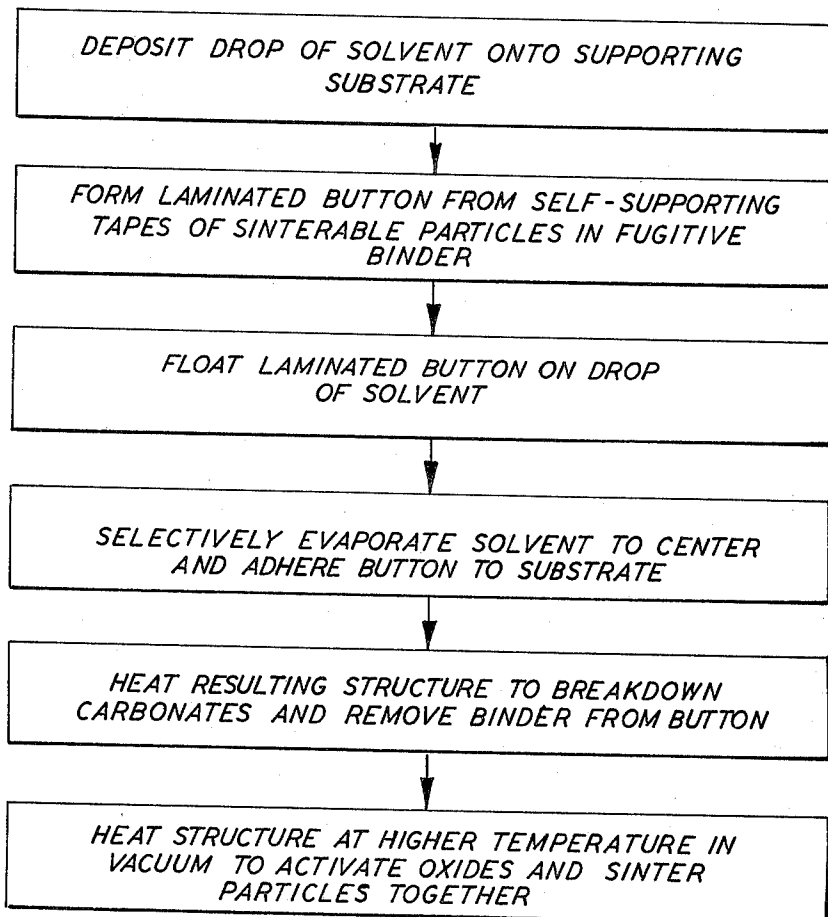 DEPOSIT DROP OF SOLVENT ONTO SUPPORTING
SUBSTRATE
FORM LAMINATED BUTTON FROM SELF-SUPPORTING
TAPES OF SINTERABLE PARTICLES IN FUGITIVE
BINDER
FLOAT LAMINATED BUTTON ON DROP
OF SOLVENT
SELECTIVELY EVAPORATE SOLVENT TO CENTER
AND ADHERE BUTTON TO SUBSTRATE
HEAT RESULTING STRUCTURE TO BREAKDOWN
CARBONATES AND REMOVE BINDER FROM BUTTON
HEAT STRUCTURE AT HIGHER TEMPERATURE IN
VACUUM TO ACTIVATE OXIDES AND SINTER
PARTICLES TOGETHER